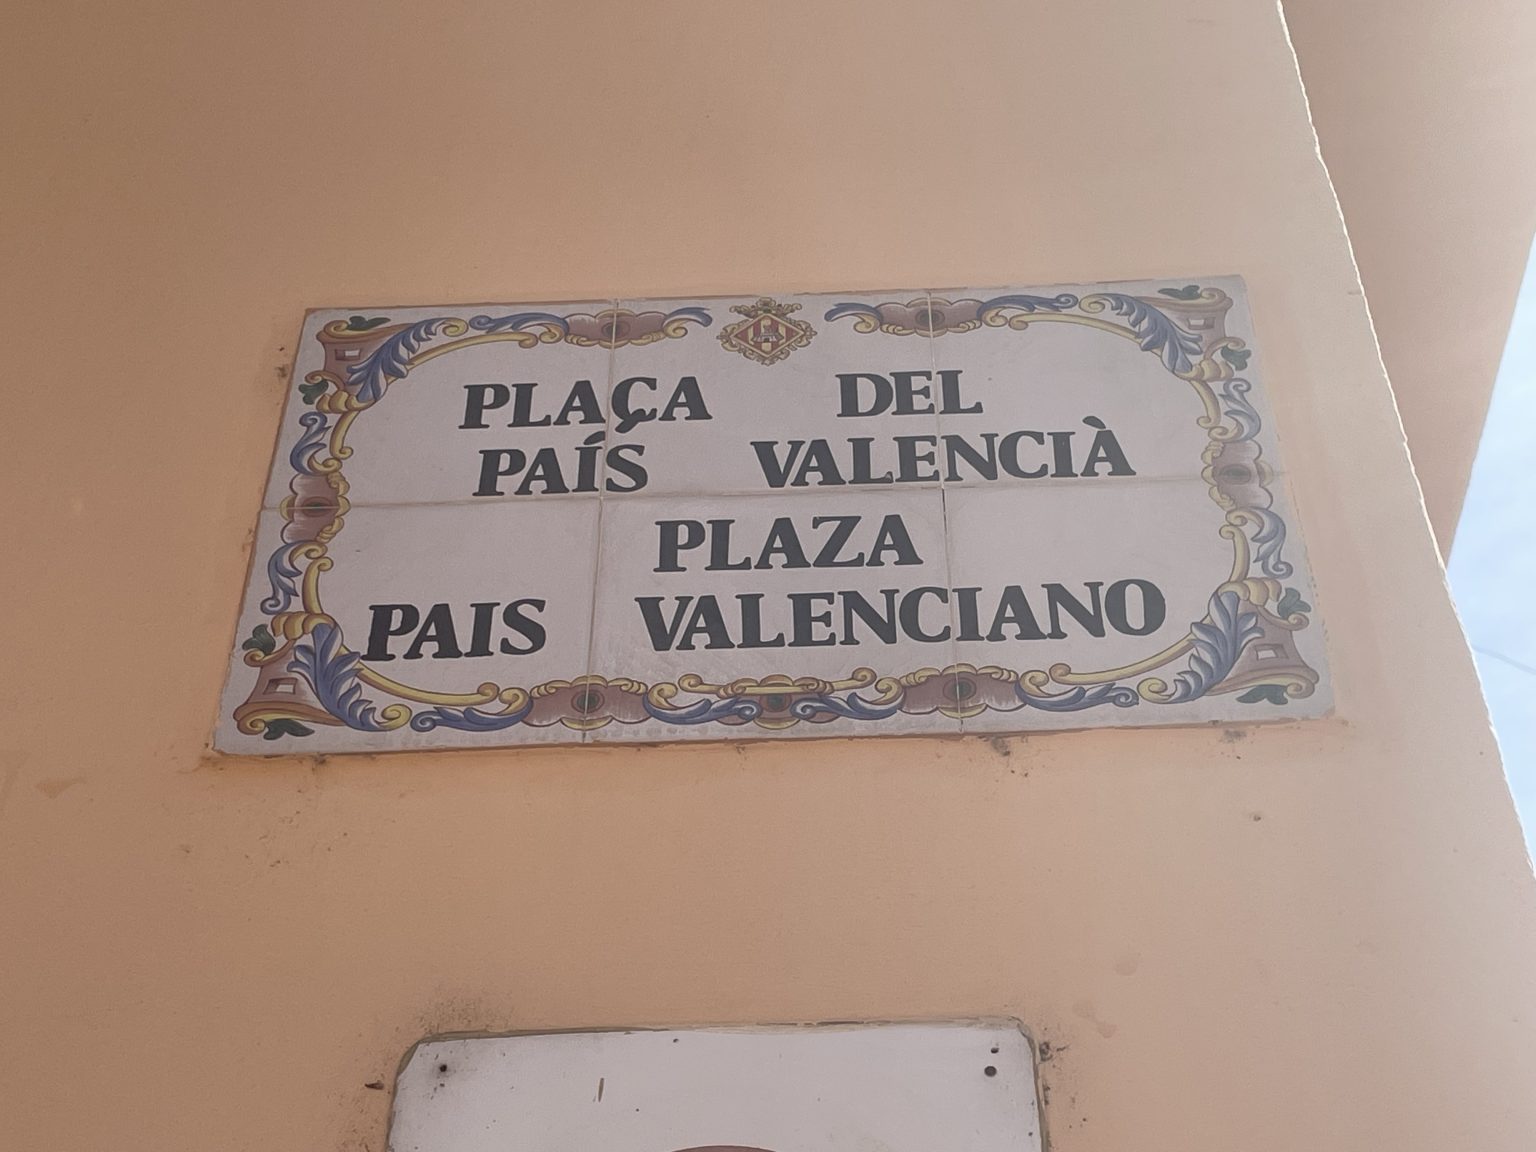 PLAÇA DEL
PAÍS VALENCIÀ
PLAZA
PAIS VALENCIANO